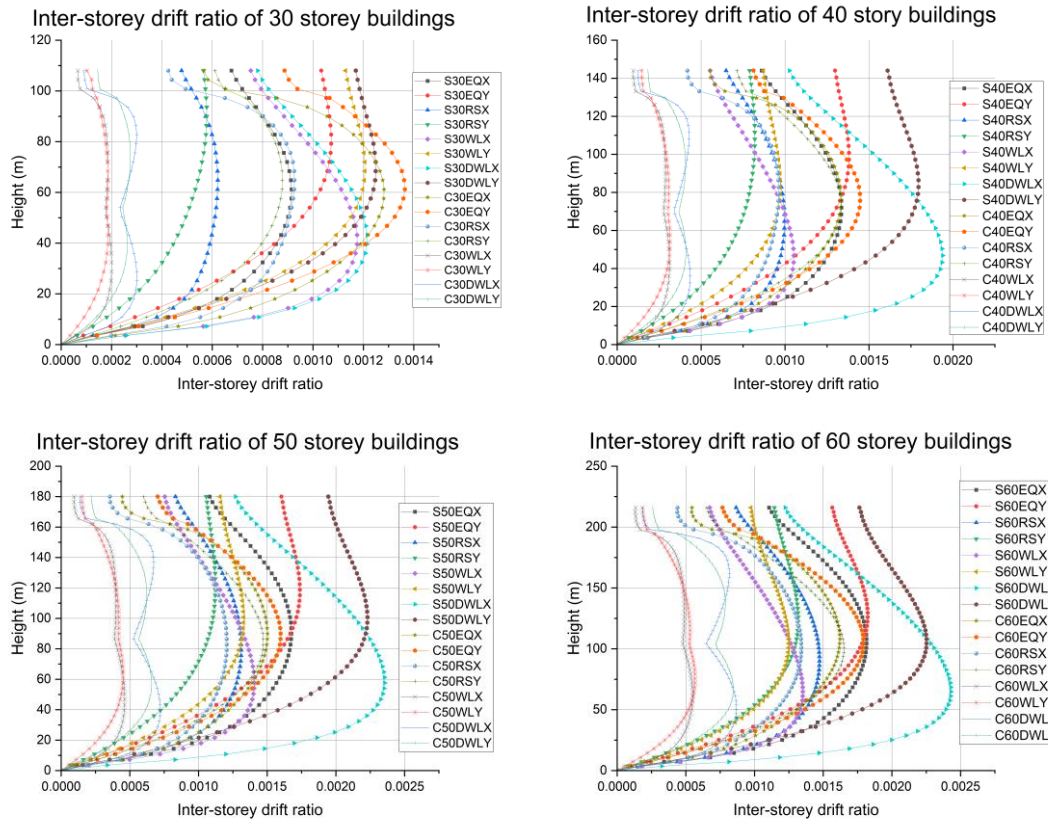 Inter-storey drift ratio of 30 storey buildings
120
100
80
60
40
20
0
Height (m)
0.0000
0.0002
0.0004
0.0006
0.0008
0.0010
0.0012
0.0014
Inter-storey drift ratio
S30EQX
S30EQY
S30RSX
S30RSY
S30WLX
S30WLY
S30DWLX
S30DWLY
C30EQX
C30EQY
C30RSX
C30RSY
C30WLX
C30WLY
C30DWLX
C30DWLY
Inter-storey drift ratio of 40 story buildings
160
140
120
100
80
60
40
20
0
Height (m)
0.0000
0.0005
0.0010
0.0015
0.0020
Inter-storey drift ratio
S40EQX
S40EQY
S40RSX
S40RSY
S40WLX
S40WLY
S40DWLX
S40DWLY
C40EQX
C40EQY
C40RSX
C40RSY
C40WLX
C40WLY
C40DWLX
C40DWLY
Inter-storey drift ratio of 50 storey buildings
200
180
160
140
120
100
80
60
40
20
0
Height (m)
0.0000
0.0005
0.0010
0.0015
0.0020
0.0025
Inter-storey drift ratio
S50EQX
S50EQY
S50RSX
S50RSY
S50WLX
S50WLY
S50DWLX
S50DWLY
C50EQX
C50EQY
C50RSX
C50RSY
C50WLX
C50WLY
C50DWLX
C50DWLY
Inter-storey drift ratio of 60 storey buildings
250
200
150
100
50
0
Height (m)
0.0000
0.0005
0.0010
0.0015
0.0020
0.0025
Inter-storey drift ratio
S60EQX
S60EQY
S60RSX
S60RSY
S60WLX
S60WLY
S60DWL
S60DWL
C60EQX
C60EQY
C60RSX
C60RSY
C60WLX
C60WLY
C60DWL
C60DWL